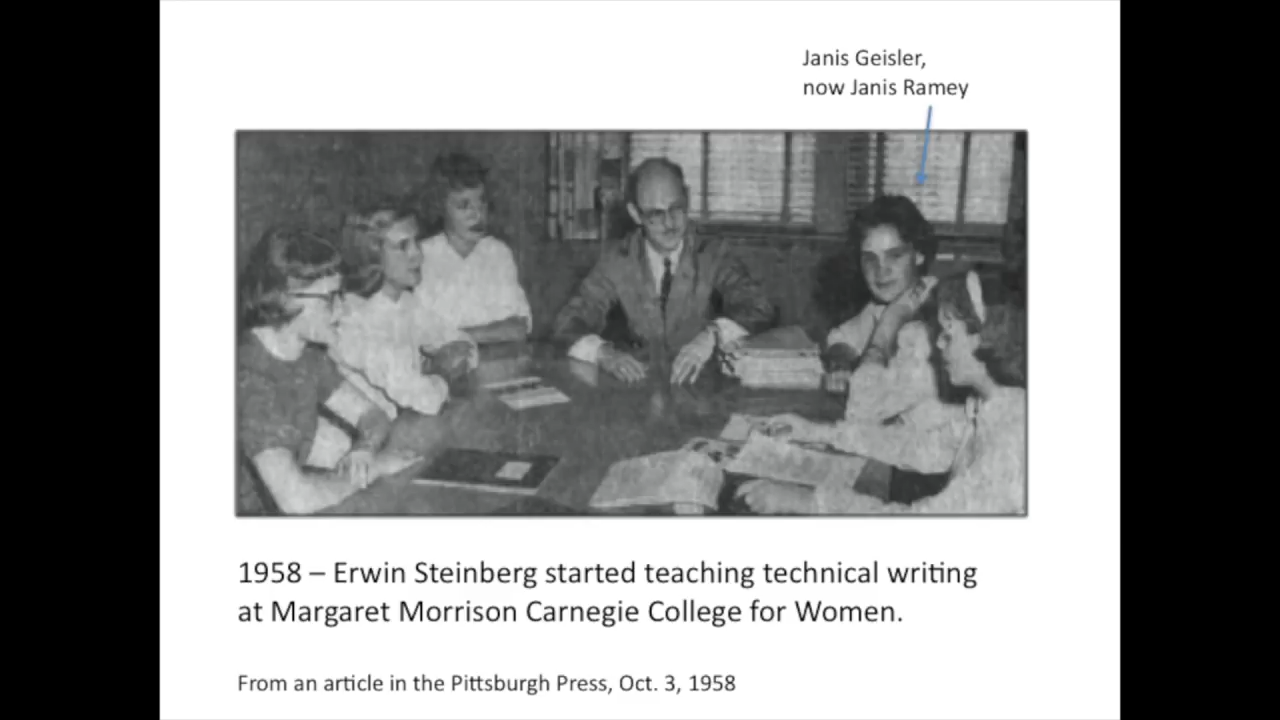 Janis Geisler,
now Janis Ramey
1958 – Erwin Steinberg started teaching technical writing
at Margaret Morrison Carnegie College for Women.
From an article in the Pittsburgh Press, Oct. 3, 1958